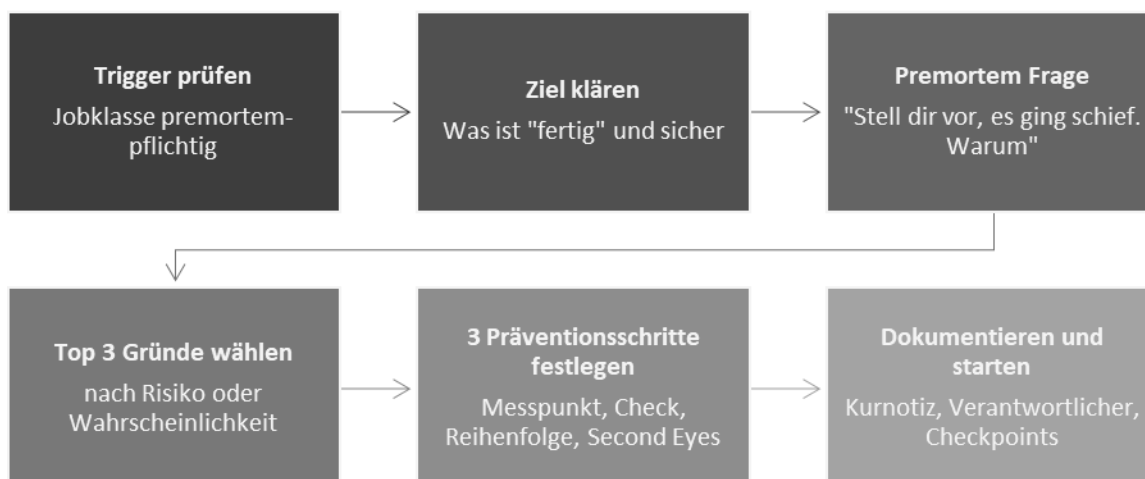 Trigger prüfen
Jobklasse premortem-
pflichtig
Ziel klären
Was ist "fertig" und sicher
Premortem Frage
"Stell dir vor, es ging schief.
Warum"
Top 3 Gründe wählen
nach Risiko oder
Wahrscheinlichkeit
3 Präventionsschritte
festlegen
Messpunkt, Check,
Reihenfolge, Second Eyes
Dokumentieren und
starten
Kurnotiz, Verantwortlicher,
Checkpoints